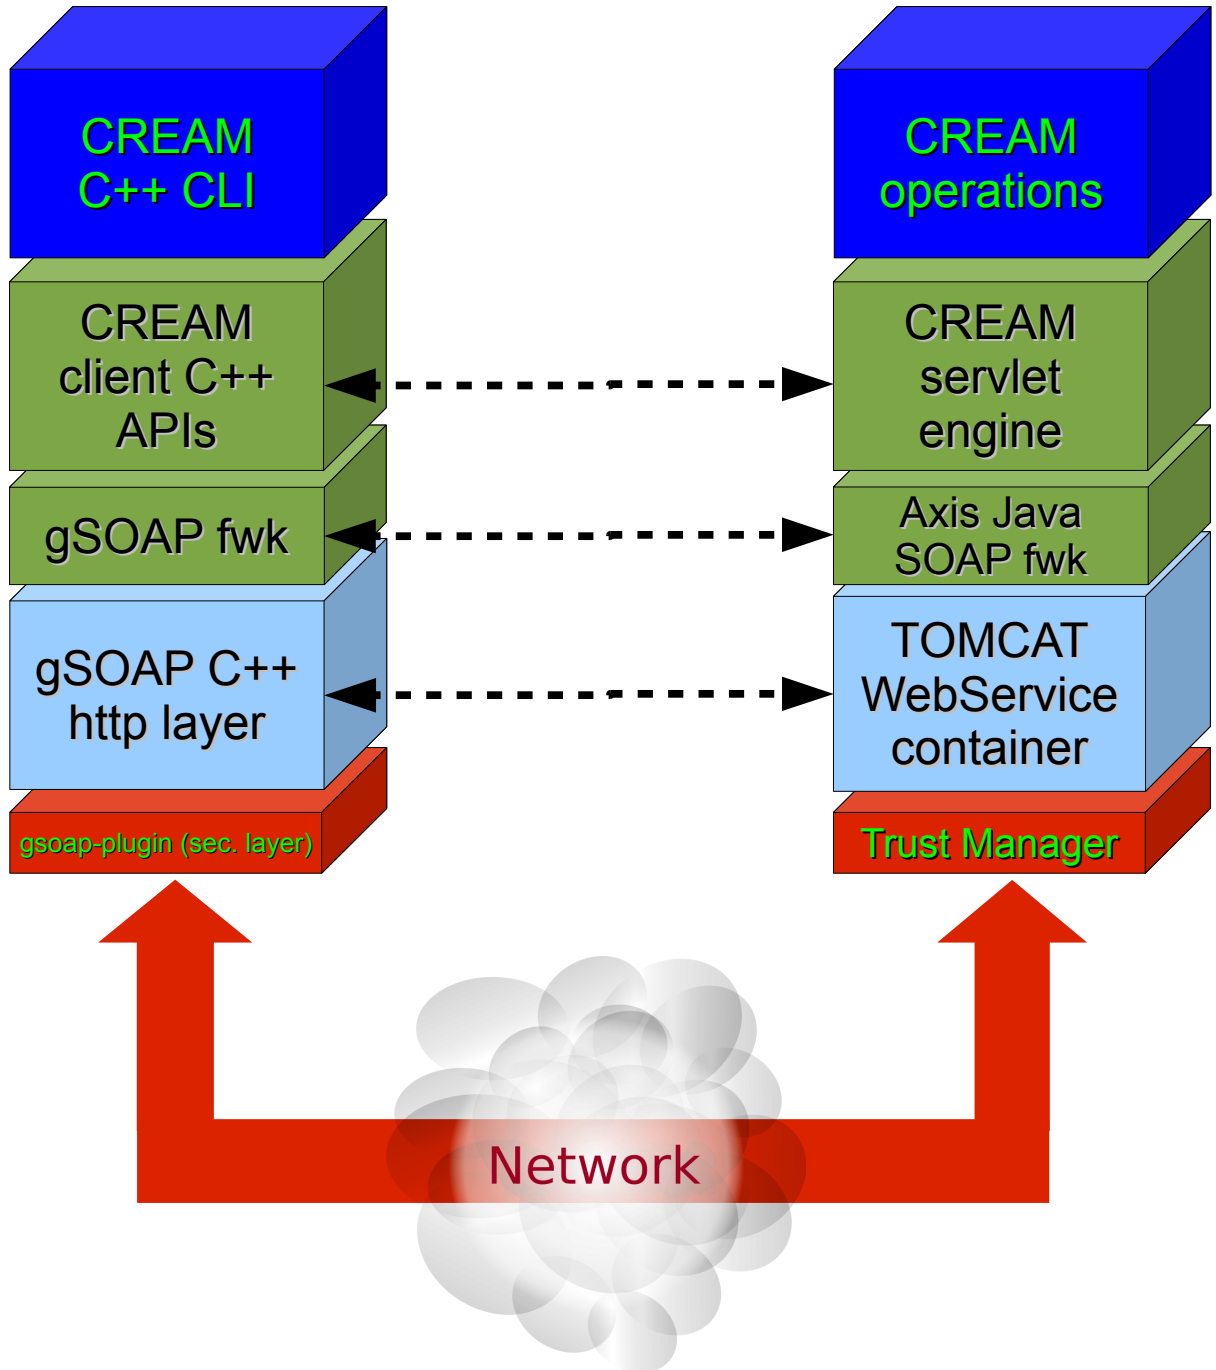 CREAM
C++ CLI
CREAM
client C++
APIs
gSOAP fwk
gSOAP C++
http layer
gsoap-plugin (sec. layer)
CREAM
operations
CREAM
servlet
engine
Axis Java
SOAP fwk
TOMCAT
WebService
container
Trust Manager
Network